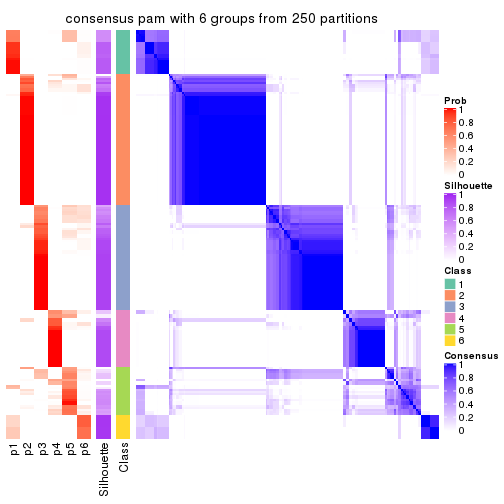 consensus pam with 6 groups from 250 partitions
Prob
1
0.8
0.6
0.4
0.2
0
Silhouette
1
0.8
0.6
0.4
0.2
0
Class
1
2
3
4
5
6
Consensus
1
0.8
0.6
0.4
0.2
0
p1
p2
p3
p4
p5
p6
Silhouette
Class